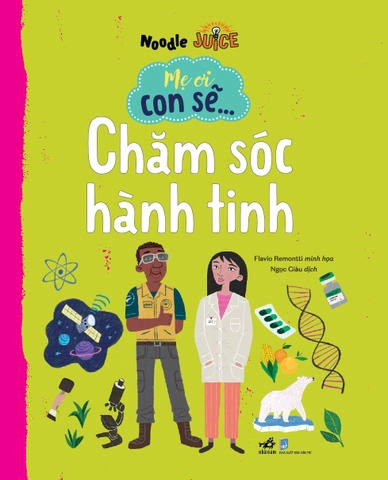 Noodle JUICE
Mẹ ơi
con sẽ...
Chăm sóc
hành tinh
Flavio Remontti minh họa
Ngọc Giàu dịch